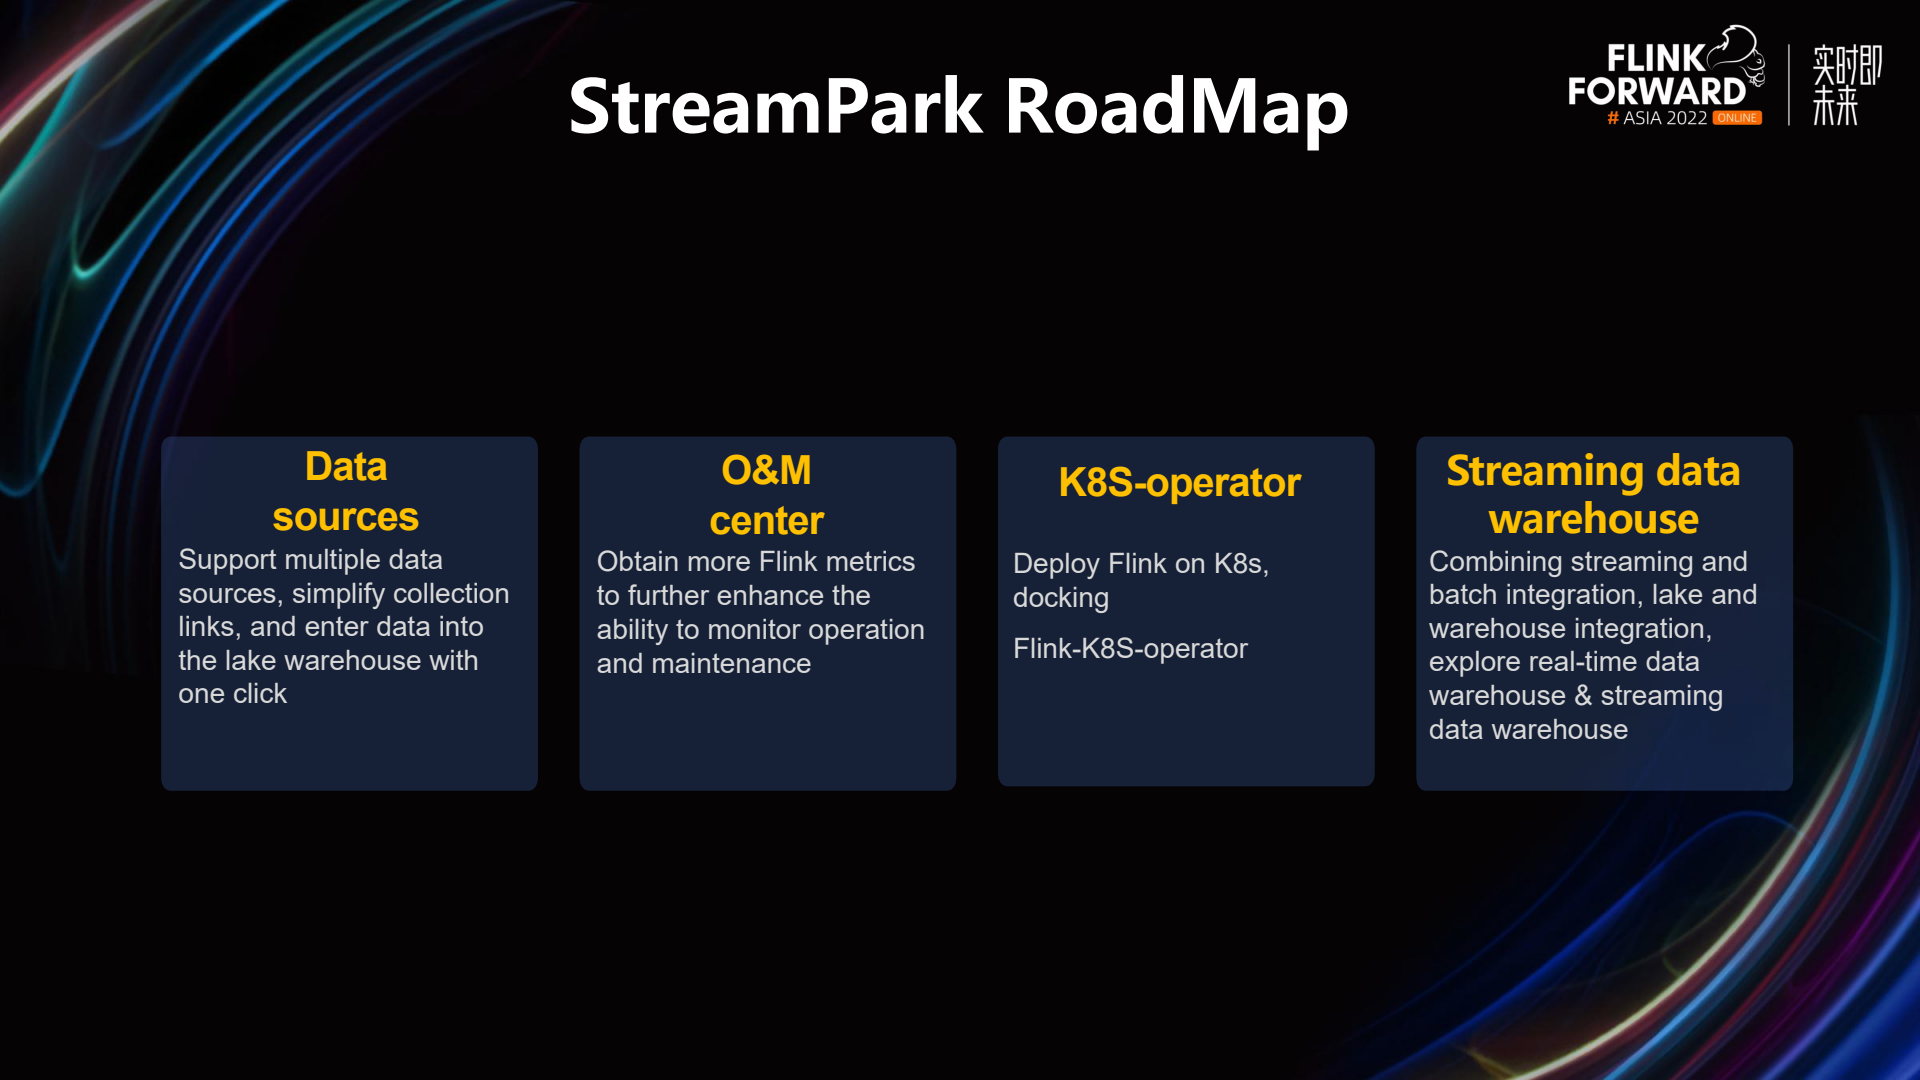 StreamPark RoadMap
FLINK
FORWARD
# ASIA 2022 ONLINE
实时即
未来
Data
sources
Support multiple data
sources, simplify collection
links, and enter data into
the lake warehouse with
one click
O&M
center
Obtain more Flink metrics
to further enhance the
ability to monitor operation
and maintenance
K8S-operator
Deploy Flink on K8s,
docking
Flink-K8S-operator
Streaming data
warehouse
Combining streaming and
batch integration, lake and
warehouse integration,
explore real-time data
warehouse & streaming
data warehouse